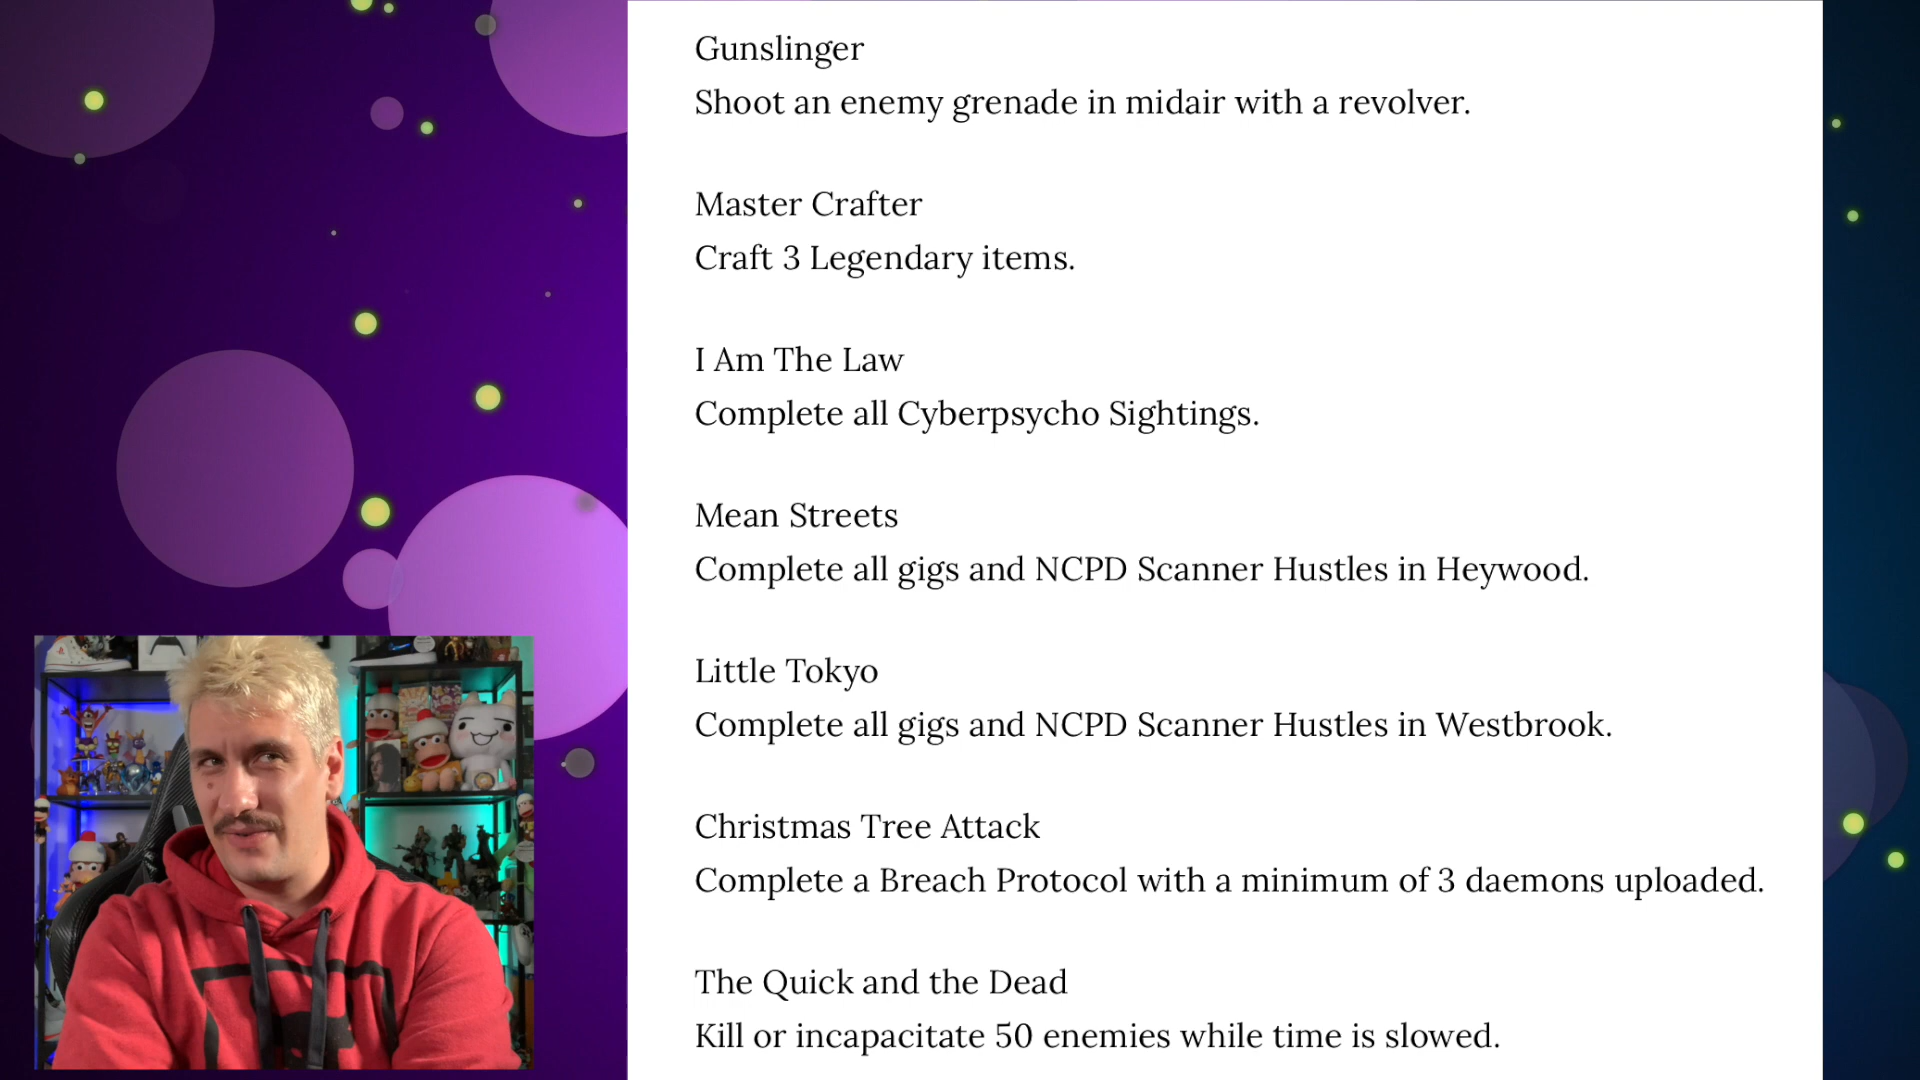 Gunslinger
Shoot an enemy grenade in midair with a revolver.
Master Crafter
Craft 3 Legendary items.
I Am The Law
Complete all Cyberpsycho Sightings.
Mean Streets
Complete all gigs and NCPD Scanner Hustles in Heywood.
Little Tokyo
Complete all gigs and NCPD Scanner Hustles in Westbrook.
Christmas Tree Attack
Complete a Breach Protocol with a minimum of 3 daemons uploaded.
The Quick and the Dead
Kill or incapacitate 50 enemies while time is slowed.